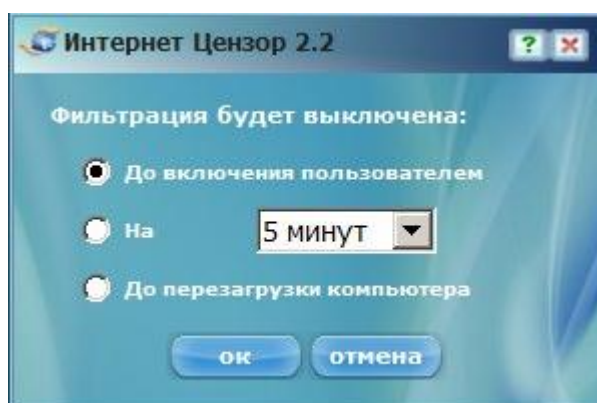 Интернет Цензор 2.2
?
Фильтрация будет выключена:
До включения пользователем
На 5 минут
До перезагрузки компьютера
ок отмена